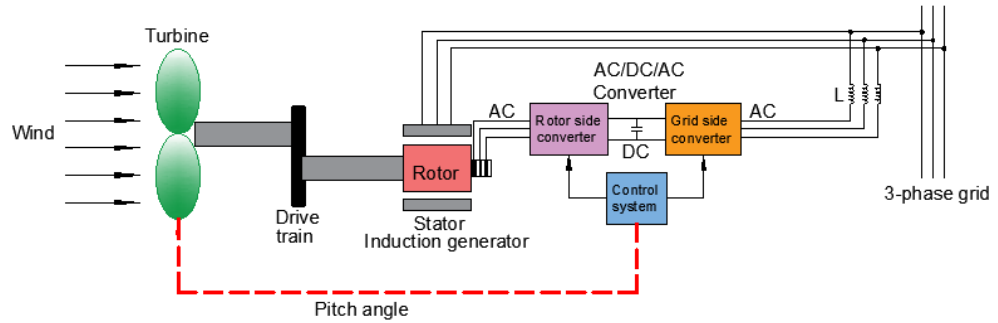 Turbine
Wind
AC/DC/AC
Converter
L
AC
Rotor side
converter
Grid side
converter
AC
DC
Rotor
Control
system
3-phase grid
Drive
train
Stator
Induction generator
Pitch angle